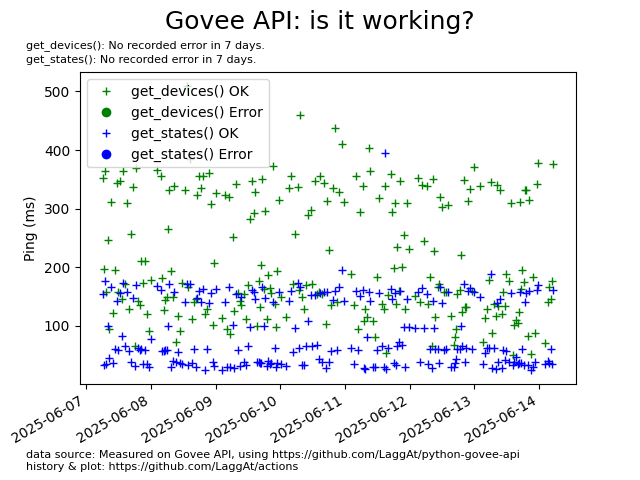 Govee API: is it working?
get_devices(): No recorded error in 7 days.
get_states(): No recorded error in 7 days.
get_devices() OK
get_devices() Error
get_states() OK
get_states() Error
Ping (ms)
500
400
300
200
100
2025-06-07
2025-06-08
2025-06-09
2025-06-10
2025-06-11
2025-06-12
2025-06-13
2025-06-14
data source: Measured on Govee API, using https://github.com/LaggAt/python-govee-api
history & plot: https://github.com/LaggAt/actions